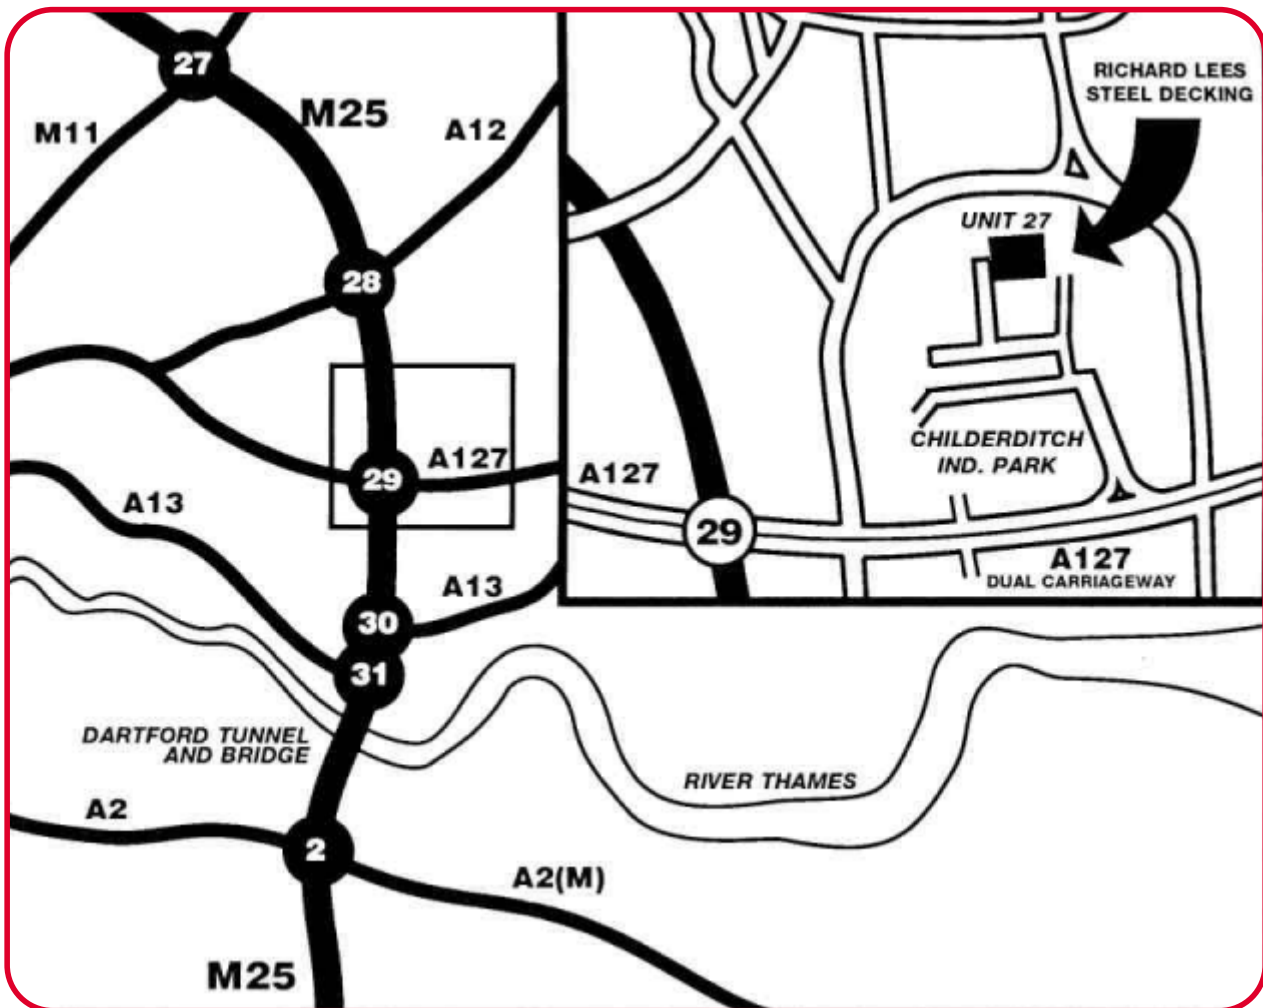 27
M25
M11
A12
28
29
A127
A13
A13
30
31
DARTFORD TUNNEL
AND BRIDGE
RIVER THAMES
A2
2
A2(M)
M25
RICHARD LEES
STEEL DECKING
UNIT 27
CHILDERDITCH
IND. PARK
A127
29
A127
DUAL CARRIAGEWAY